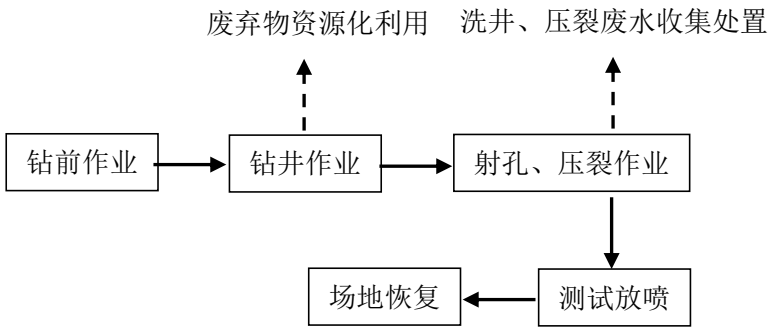 废弃物资源化利用
洗井、压裂废水收集处置
钻前作业
钻井作业
射孔、压裂作业
场地恢复
测试放喷